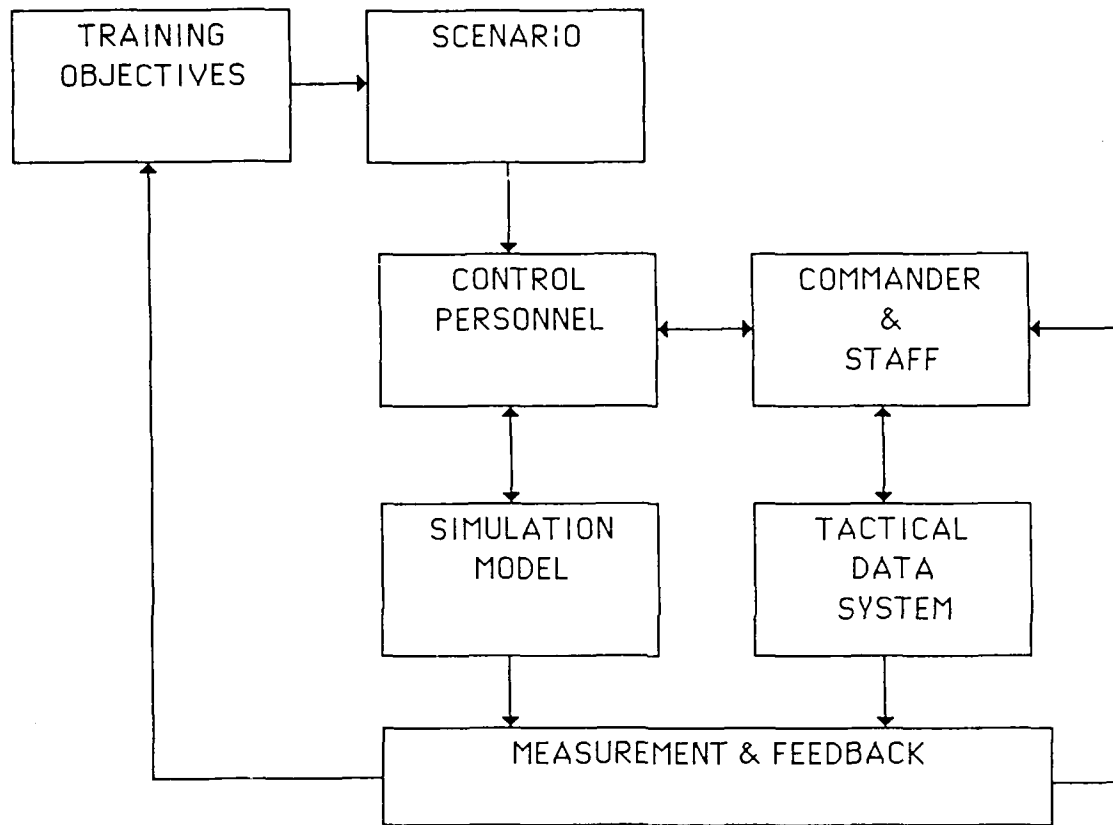 TRAINING
OBJECTIVES
SCENARIO
CONTROL
PERSONNEL
COMMANDER
&
STAFF
SIMULATION
MODEL
TACTICAL
DATA
SYSTEM
MEASUREMENT & FEEDBACK